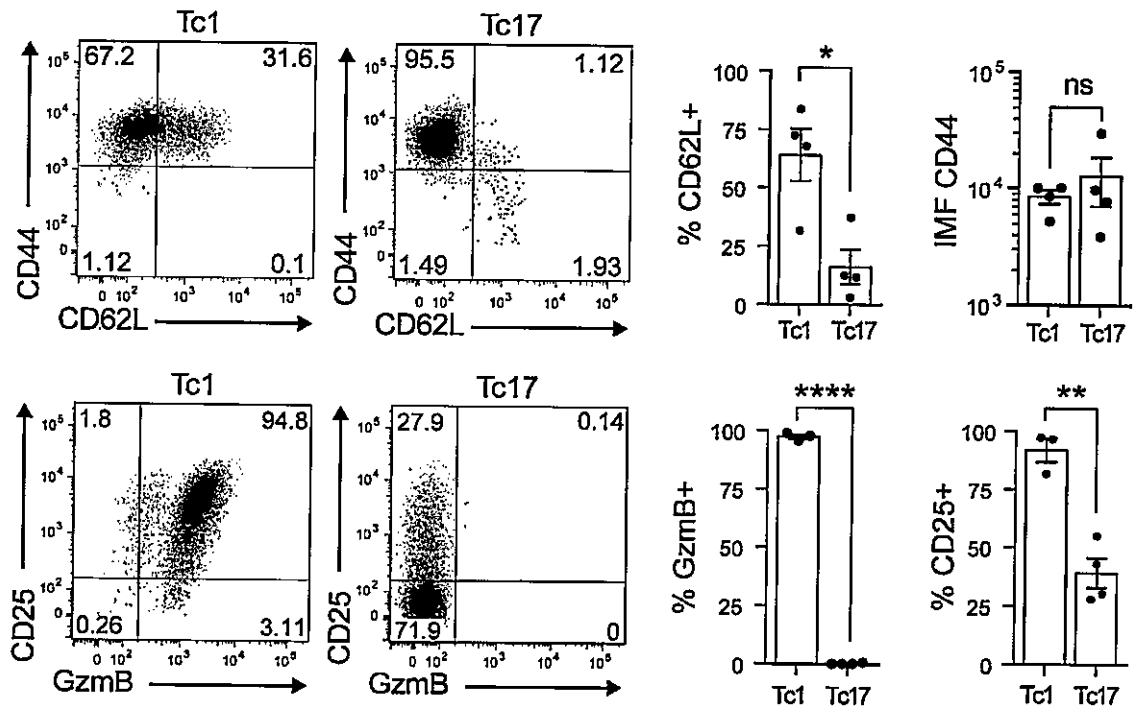 Tc1
67.2 31.6
10⁵
10⁴
10³
10²
0
1.12 0.1
0 10² 10³ 10⁴ 10⁵
CD44
CD62L
Tc17
95.5 1.12
10⁵
10⁴
10³
10²
0
1.49 1.93
0 10² 10³ 10⁴ 10⁵
CD44
CD62L
*
100
75
50
25
0
% CD62L+
Tc1 Tc17
ns
10⁵
10⁴
10³
IMF CD44
Tc1 Tc17
Tc1
1.8 94.8
10⁵
10⁴
10³
10²
0
0.26 3.11
0 10² 10³ 10⁴ 10⁵
CD25
GzmB
Tc17
27.9 0.14
10⁵
10⁴
10³
10²
0
71.9 0
0 10² 10³ 10⁴ 10⁵
CD25
GzmB
****
100
75
50
25
0
% GzmB+
Tc1 Tc17
**
100
75
50
25
0
% CD25+
Tc1 Tc17